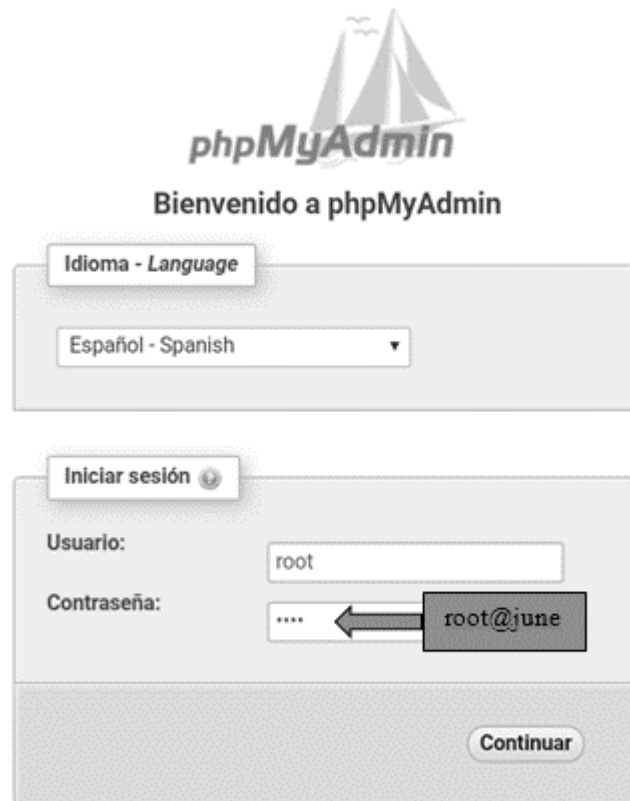 phpMyAdmin
Bienvenido a phpMyAdmin
Idioma - Language
Español - Spanish
Iniciar sesión
Usuario:
root
Contraseña:
····
root@june
Continuar